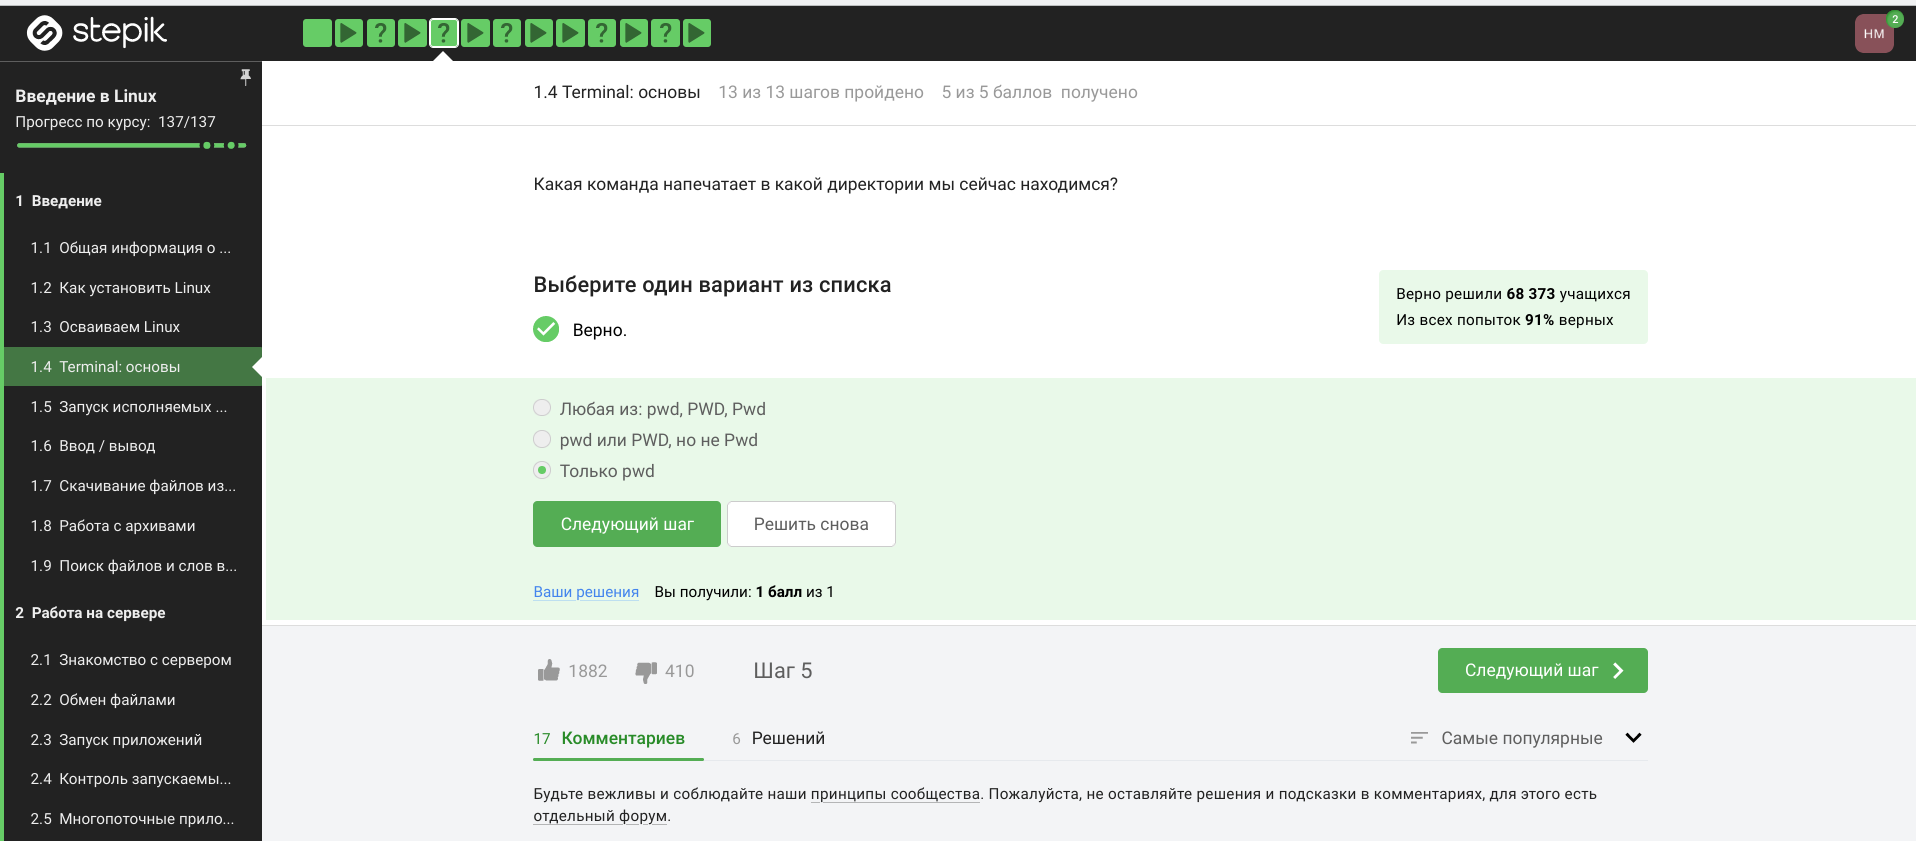 stepik
?
?
?
?
?
НМ
2
Введение в Linux
Прогресс по курсу: 137/137
1 Введение
1.1 Общая информация о ...
1.2 Как установить Linux
1.3 Осваиваем Linux
1.4 Terminal: основы
1.5 Запуск исполняемых ...
1.6 Ввод / вывод
1.7 Скачивание файлов из...
1.8 Работа с архивами
1.9 Поиск файлов и слов в...
2 Работа на сервере
2.1 Знакомство с сервером
2.2 Обмен файлами
2.3 Запуск приложений
2.4 Контроль запускаемы...
2.5 Многопоточные прило...
1.4 Terminal: основы 13 из 13 шагов пройдено 5 из 5 баллов получено
Какая команда напечатает в какой директории мы сейчас находимся?
Выберите один вариант из списка
Верно.
Верно решили 68 373 учащихся
Из всех попыток 91% верных
Любая из: pwd, PWD, Pwd
pwd или PWD, но не Pwd
Только pwd
Следующий шаг Решить снова
Ваши решения Вы получили: 1 балл из 1
1882 410 Шаг 5 Следующий шаг
17 Комментариев 6 Решений Самые популярные
Будьте вежливы и соблюдайте наши принципы сообщества. Пожалуйста, не оставляйте решения и подсказки в комментариях, для этого есть
отдельный форум.